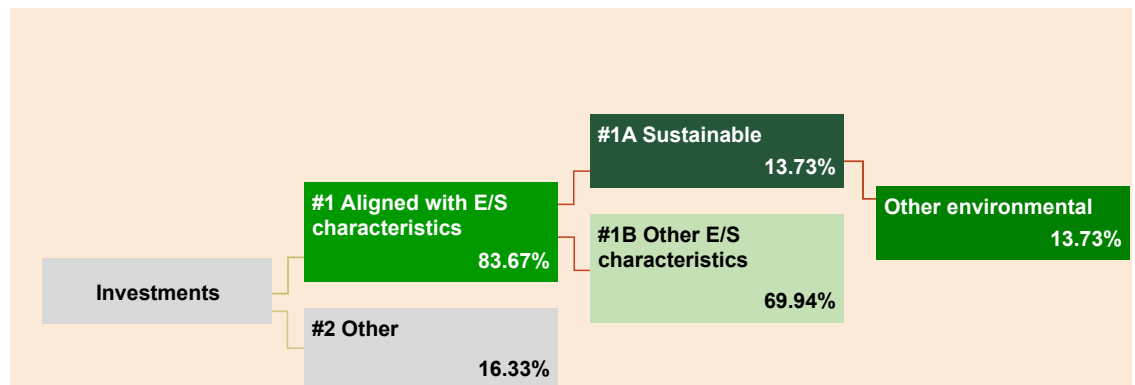 Investments
#1 Aligned with E/S
characteristics
83.67%
#2 Other
16.33%
#1A Sustainable
13.73%
#1B Other E/S
characteristics
69.94%
Other environmental
13.73%